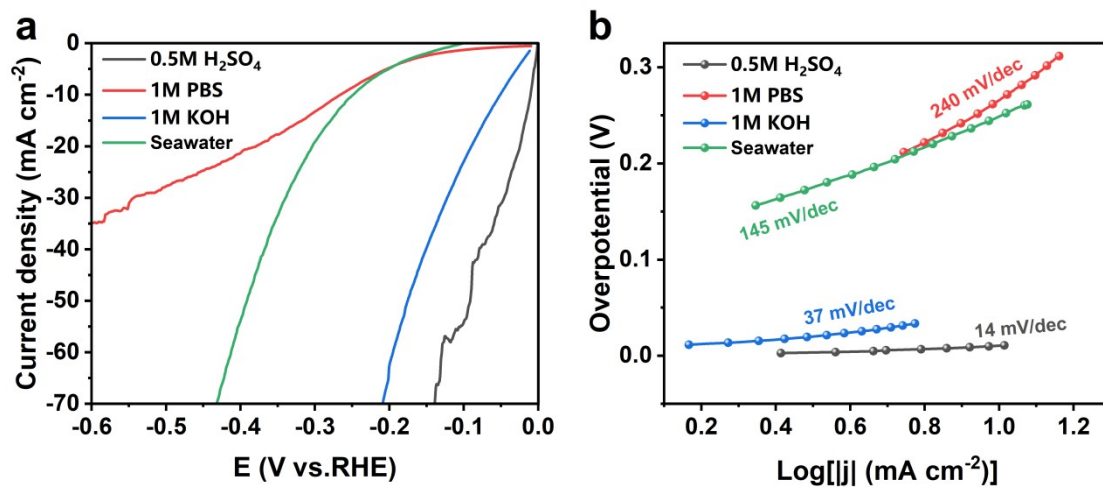 a
0.5M H₂SO₄
1M PBS
1M KOH
Seawater
Current density (mA cm⁻²)
0
-10
-20
-30
-40
-50
-60
-70
-0.6 -0.5 -0.4 -0.3 -0.2 -0.1 0.0
E (V vs.RHE)
b
0.5M H₂SO₄
1M PBS
1M KOH
Seawater
240 mV/dec
145 mV/dec
37 mV/dec
14 mV/dec
Overpotential (V)
0.3
0.2
0.1
0.0
0.2 0.4 0.6 0.8 1.0 1.2
Log[|j| (mA cm⁻²)]